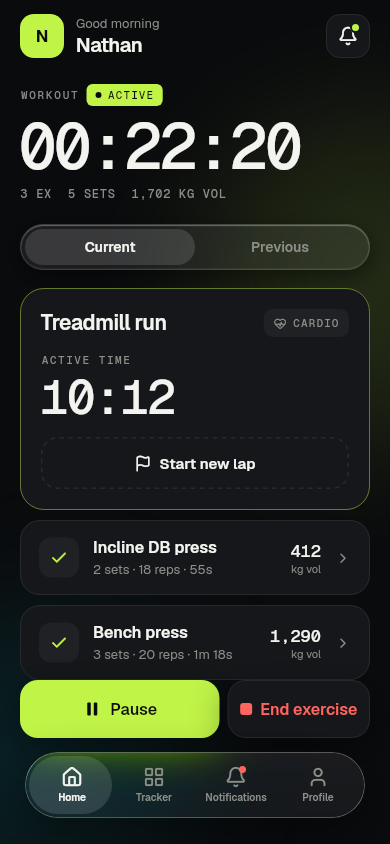 N
Good morning
Nathan
WORKOUT ACTIVE
00:22:20
3 EX 5 SETS 1,702 KG VOL
Current Previous
Treadmill run CARDIO
ACTIVE TIME
10:12
Start new lap
Incline DB press 412
2 sets · 18 reps · 55s kg vol
Bench press 1,290
3 sets · 20 reps · 1m 18s kg vol
Pause End exercise
Home Tracker Notifications Profile